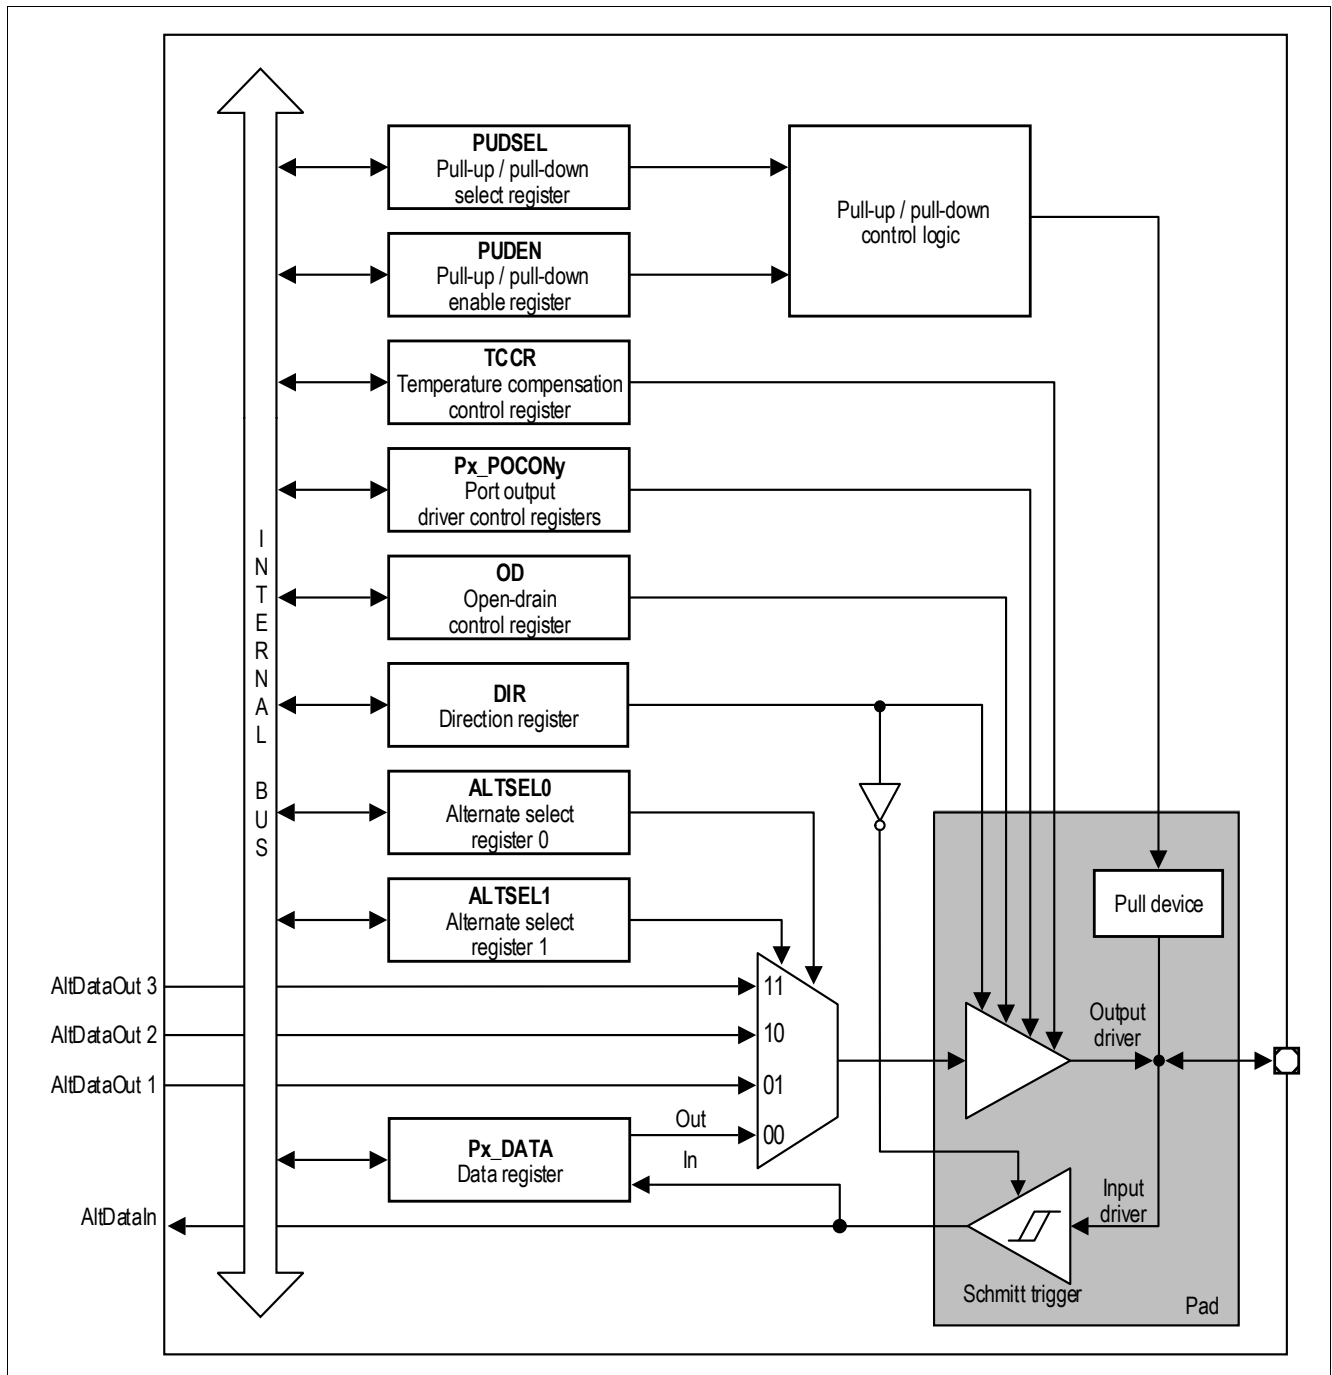 PUDSEL
Pull-up / pull-down
select register
Pull-up / pull-down
control logic
PUDEN
Pull-up / pull-down
enable register
TCCR
Temperature compensation
control register
Px_POCONy
Port output
driver control registers
INTERNAL BUS
OD
Open-drain
control register
DIR
Direction register
ALTSEL0
Alternate select
register 0
ALTSEL1
Alternate select
register 1
Pull device
AltDataOut 3
11
AltDataOut 2
10
Output
driver
AltDataOut 1
01
Out
00
Px_DATA
Data register
In
AltDataIn
Input
driver
Schmitt trigger
Pad